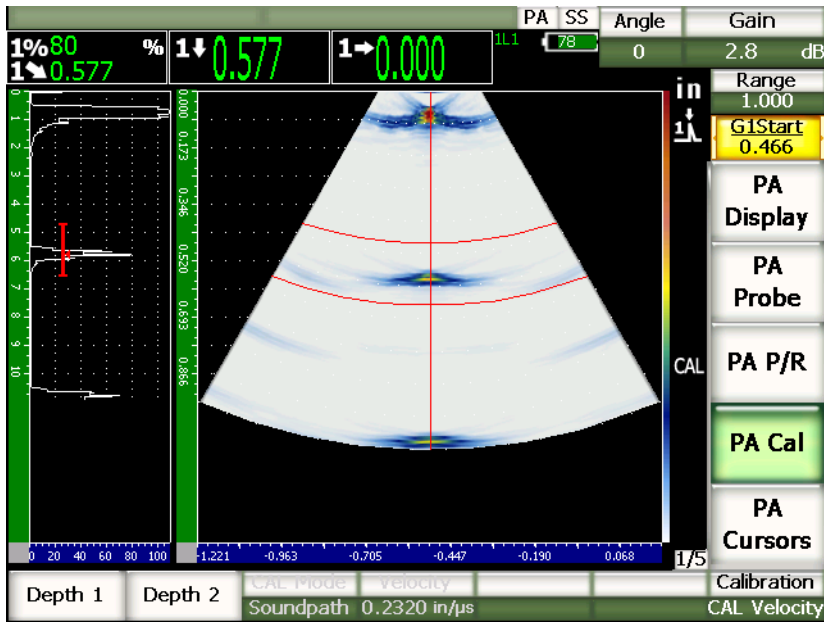 PA SS Angle Gain
1L1 78 0 2.8 dB
1%80 %
1 0.577
1 0.577
1 0.000
in
Range
1.000
G1Start
0.466
1
PA
Display
PA
Probe
PA P/R
CAL
PA Cal
PA
Cursors
0 1 2 3 4 5 6 7 8 9 10
0.000 0.173 0.346 0.520 0.693 0.866
0 20 40 60 80 100
-1.221 -0.963 -0.705 -0.447 -0.190 0.068
1/5
Depth 1 Depth 2 CAL Mode Velocity Calibration
Soundpath 0.2320 in/µs CAL Velocity